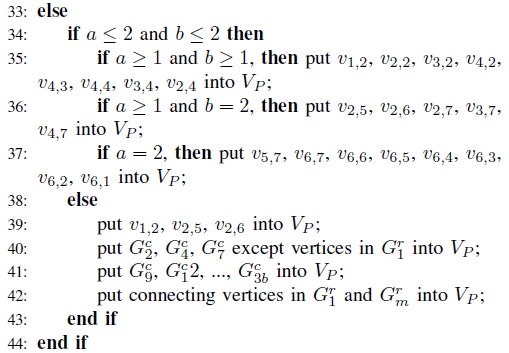 33: else
34: if a ≤ 2 and b ≤ 2 then
35: if a ≥ 1 and b ≥ 1, then put v_{1,2}, v_{2,2}, v_{3,2}, v_{4,2},
v_{4,3}, v_{4,4}, v_{3,4}, v_{2,4} into V_P;
36: if a ≥ 1 and b = 2, then put v_{2,5}, v_{2,6}, v_{2,7}, v_{3,7},
v_{4,7} into V_P;
37: if a = 2, then put v_{5,7}, v_{6,7}, v_{6,6}, v_{6,5}, v_{6,4}, v_{6,3},
v_{6,2}, v_{6,1} into V_P;
38: else
39: put v_{1,2}, v_{2,5}, v_{2,6} into V_P;
40: put G_2^c, G_4^c, G_7^c except vertices in G_1^r into V_P;
41: put G_9^c, G_1^c2, ..., G_{3b}^c into V_P;
42: put connecting vertices in G_1^r and G_m^r into V_P;
43: end if
44: end if